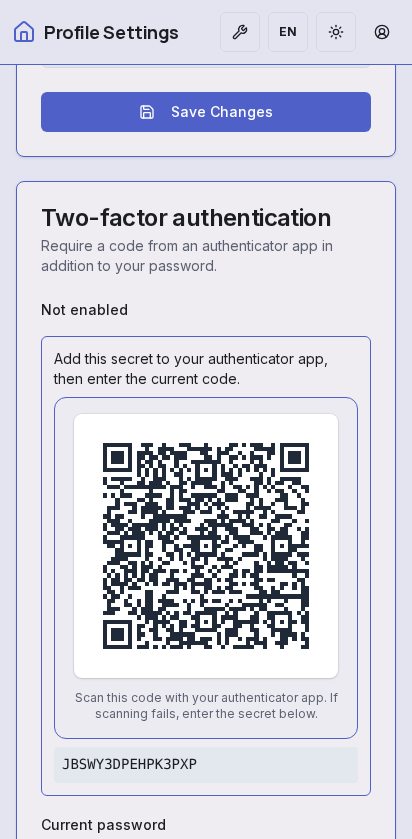 Profile Settings
EN
Save Changes
Two-factor authentication
Require a code from an authenticator app in
addition to your password.
Not enabled
Add this secret to your authenticator app,
then enter the current code.
Scan this code with your authenticator app. If
scanning fails, enter the secret below.
JBSWY3DPEHPK3PXP
Current password